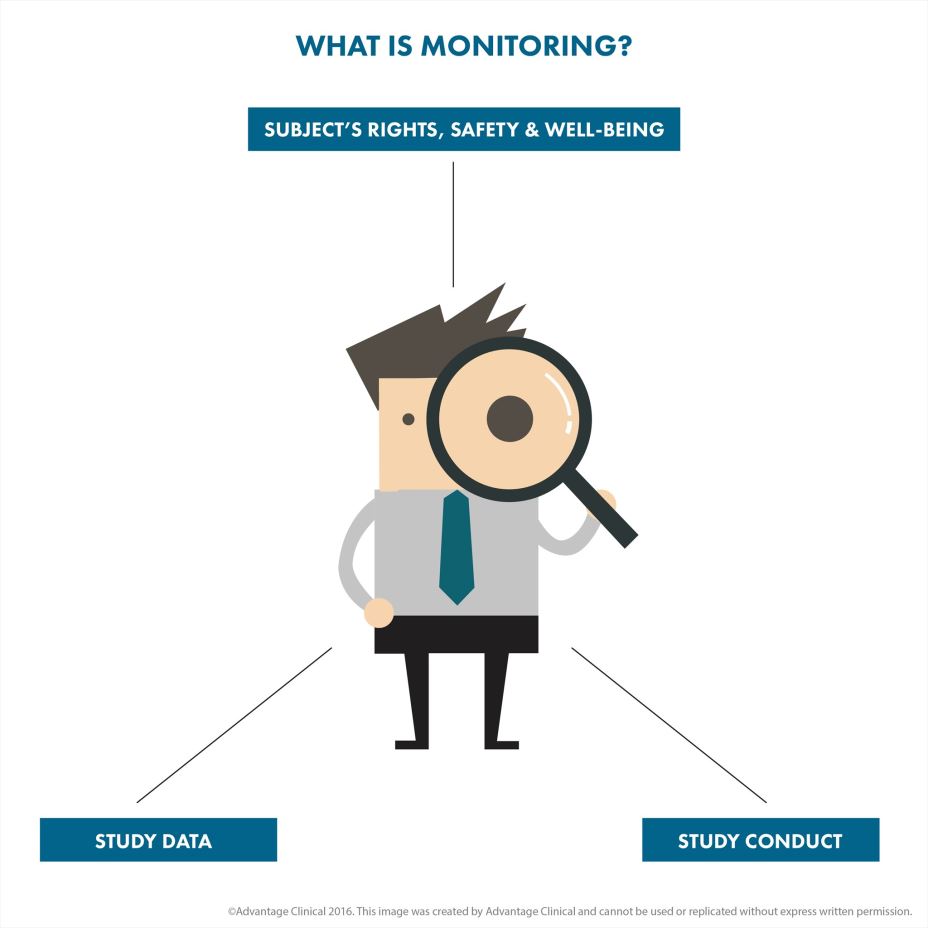 WHAT IS MONITORING?
SUBJECT'S RIGHTS, SAFETY & WELL-BEING
STUDY DATA
STUDY CONDUCT
©Advantage Clinical 2016. This image was created by Advantage Clinical and cannot be used or replicated without express written permission.